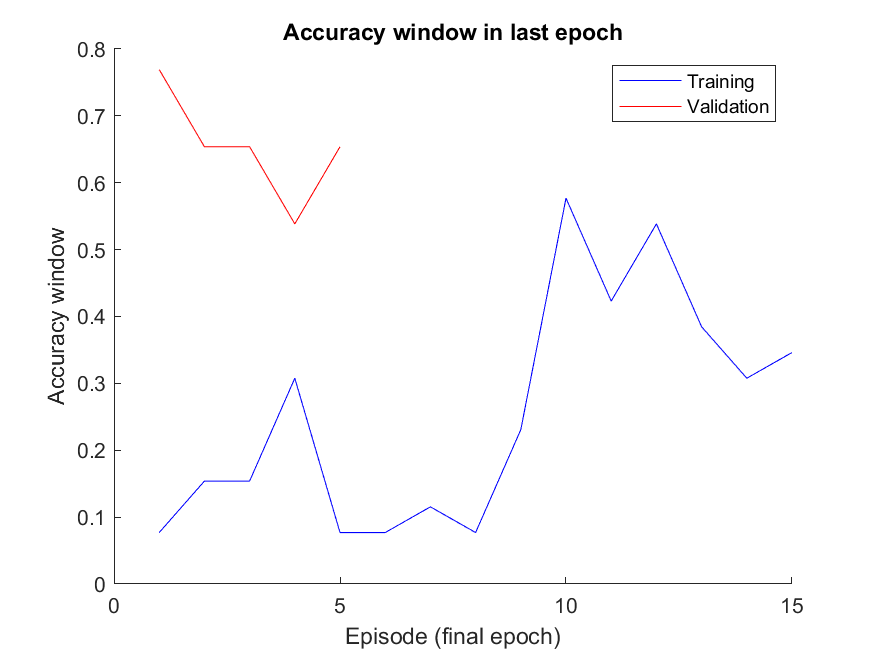 Accuracy window in last epoch
Training
Validation
0.8
0.7
0.6
0.5
0.4
0.3
0.2
0.1
0
Accuracy window
0
5
10
15
Episode (final epoch)